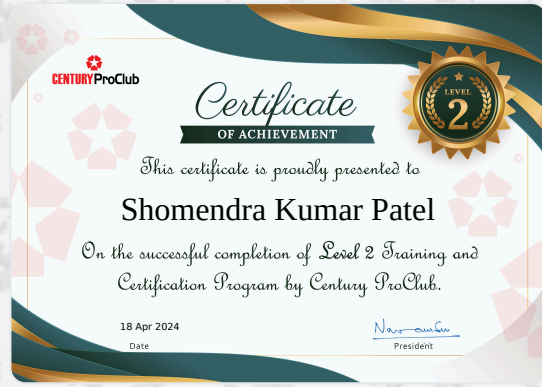 CENTURY ProClub
LEVEL
2
Certificate
OF ACHIEVEMENT
This certificate is proudly presented to
Shomendra Kumar Patel
On the successful completion of Level 2 Training and
Certification Program by Century ProClub.
18 Apr 2024
Date
President